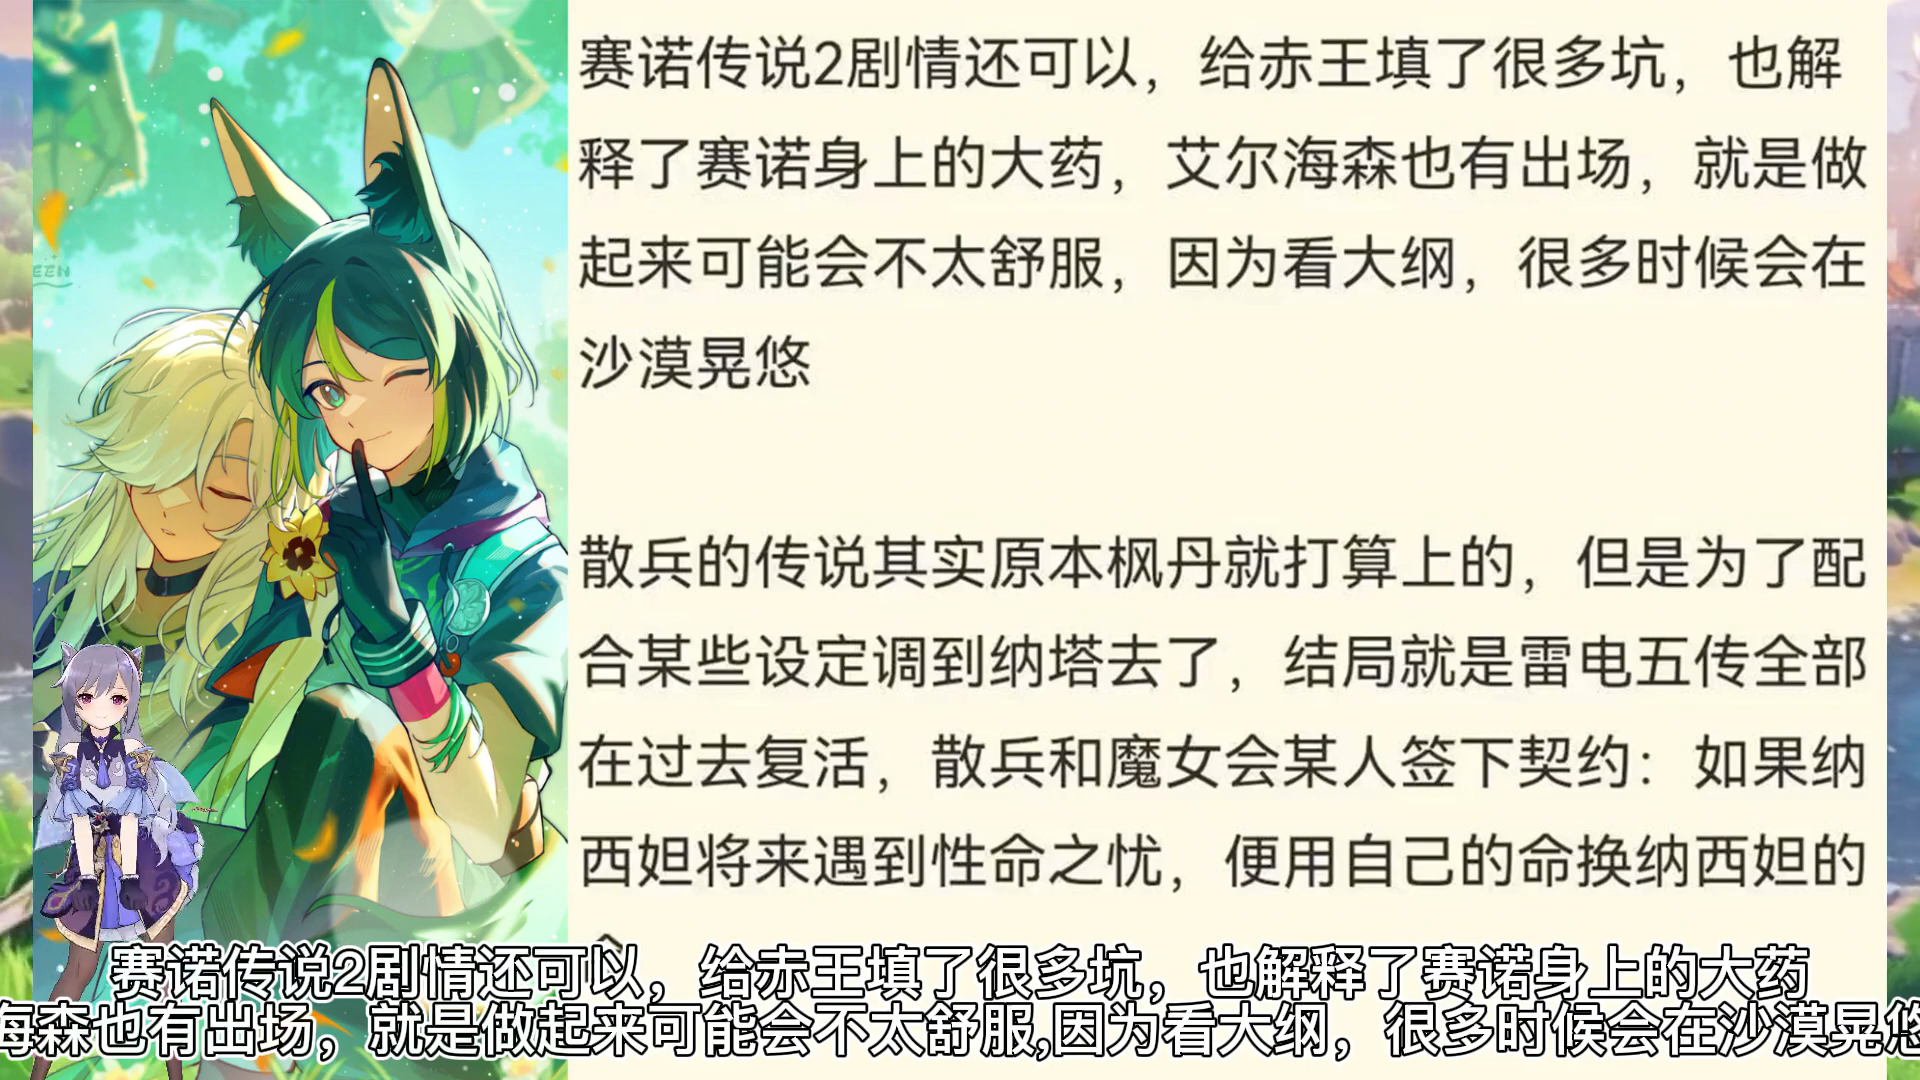 赛诺传说2剧情还可以，给赤王填了很多坑，也解
释了赛诺身上的大药，艾尔海森也有出场，就是做
起来可能会不太舒服，因为看大纲，很多时候会在
沙漠晃悠
散兵的传说其实原本枫丹就打算上的，但是为了配
合某些设定调到纳塔去了，结局就是雷电五传全部
在过去复活，散兵和魔女会某人签下契约：如果纳
西妲将来遇到性命之忧，便用自己的命换纳西妲的
赛诺传说2剧情还可以，给赤王填了很多坑，也解释了赛诺身上的大药
海森也有出场，就是做起来可能会不太舒服,因为看大纲，很多时候会在沙漠晃悠